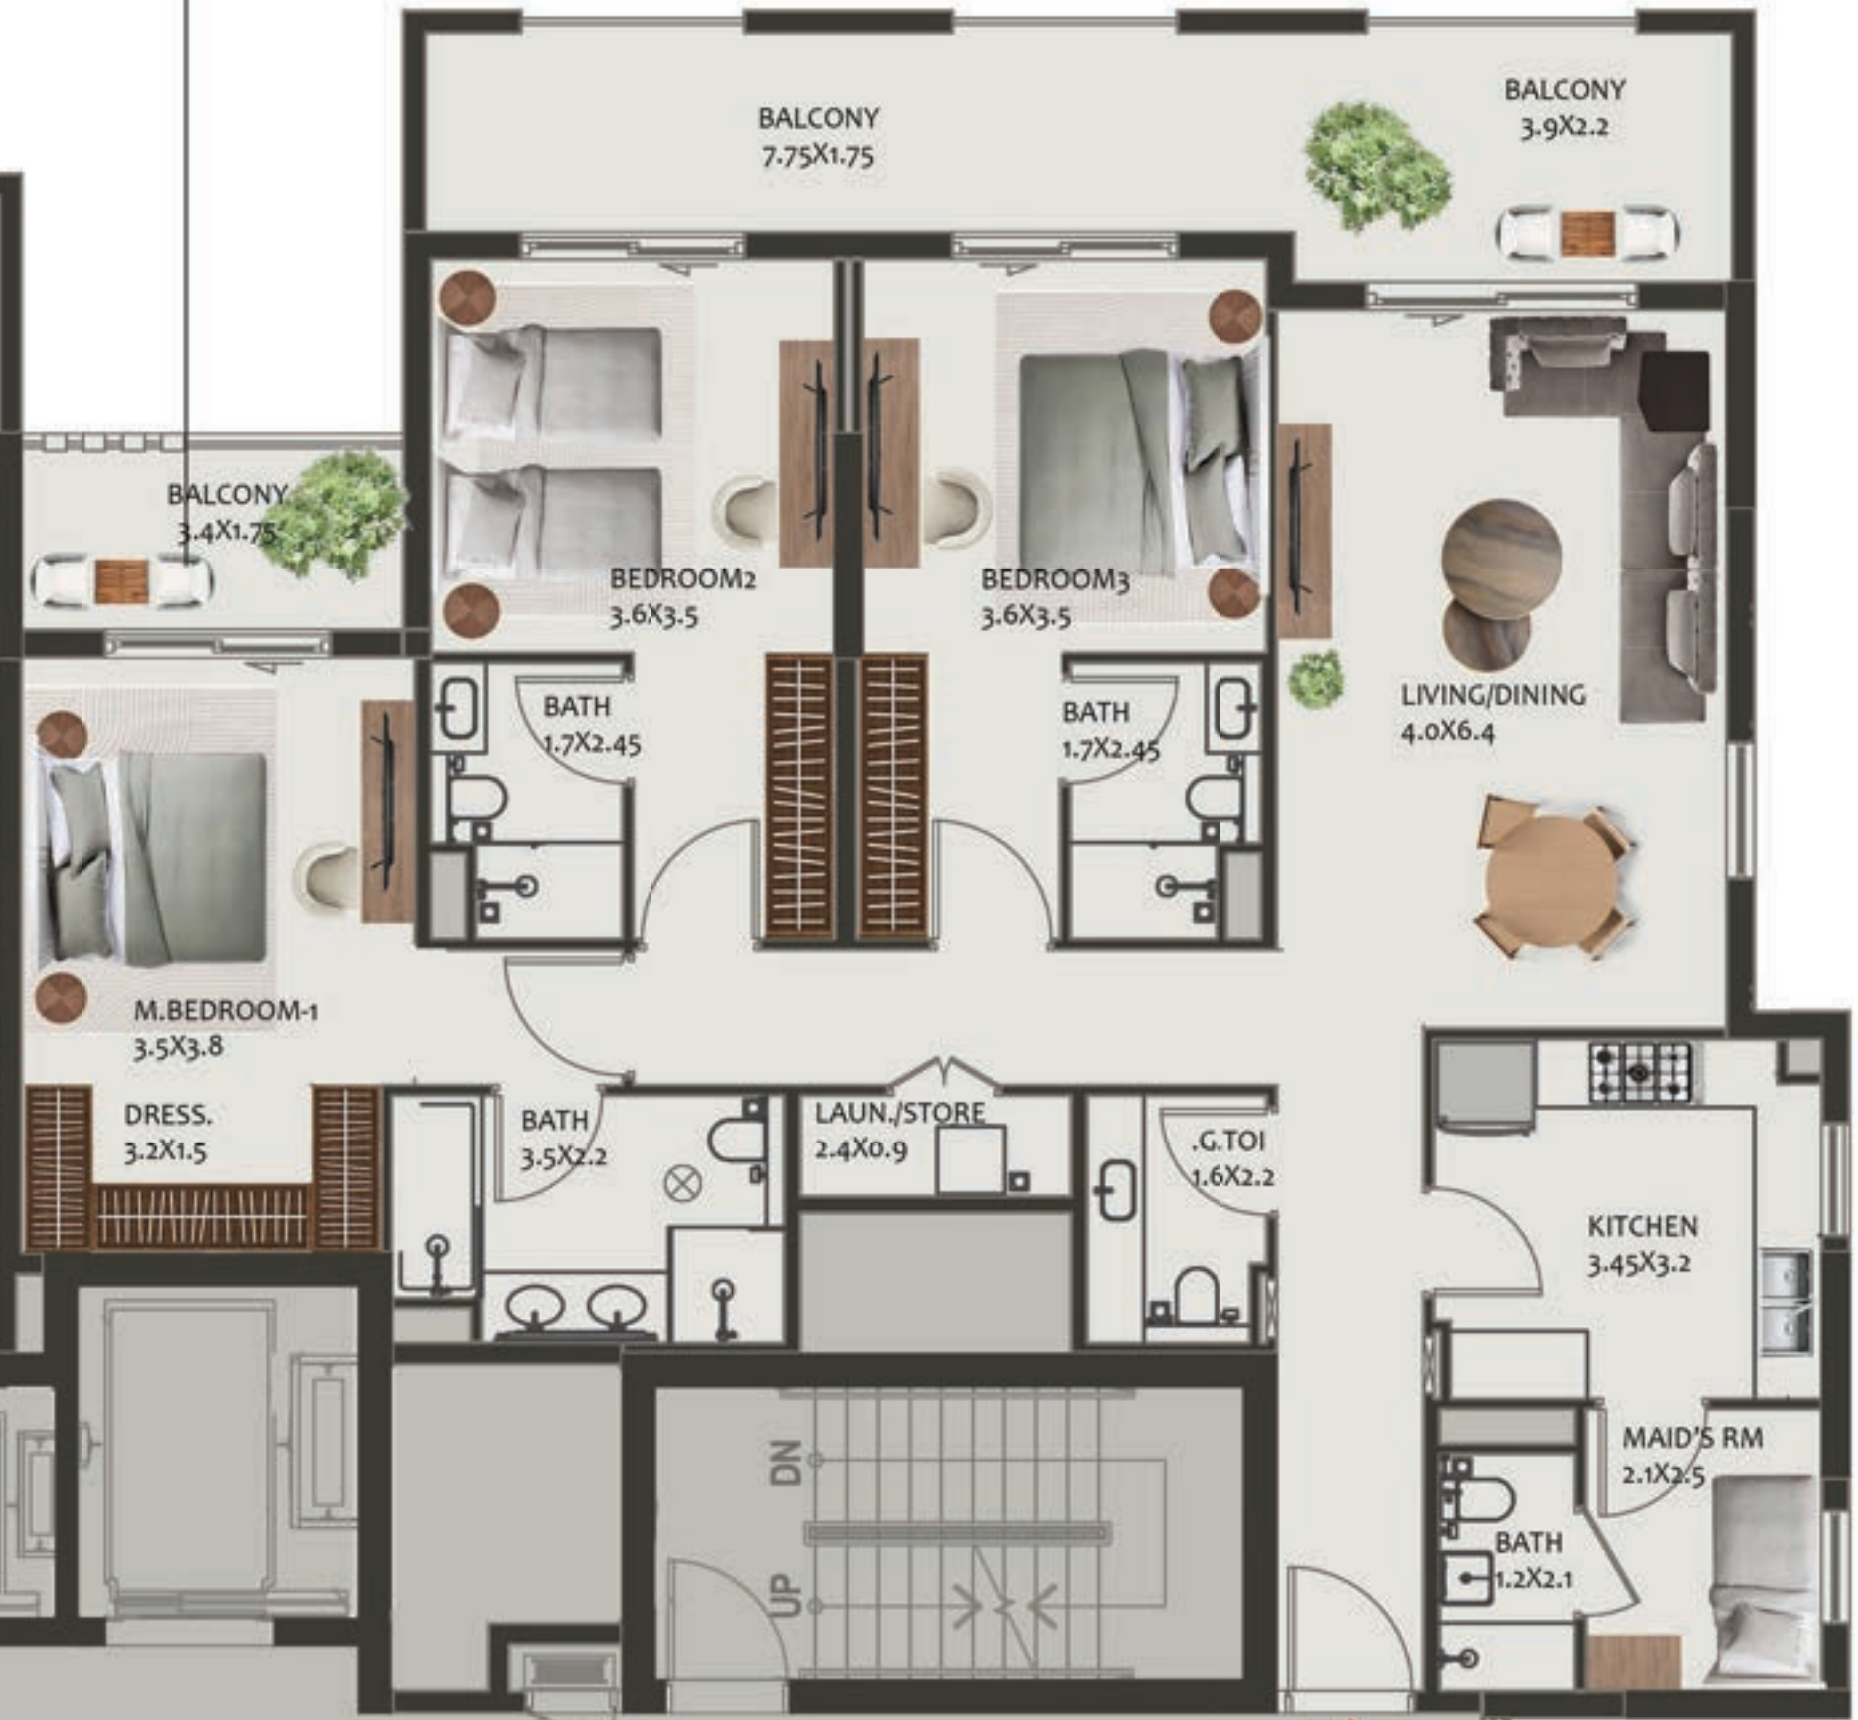 BALCONY
7.75X1.75
BALCONY
3.9X2.2
BALCONY
3.4X1.75
BEDROOM2
3.6X3.5
BEDROOM3
3.6X3.5
BATH
1.7X2.45
BATH
1.7X2.45
LIVING/DINING
4.0X6.4
M.BEDROOM-1
3.5X3.8
DRESS.
3.2X1.5
BATH
3.5X2.2
LAUN./STORE
2.4X0.9
.G.TOI
1.6X2.2
KITCHEN
3.45X3.2
MAID'S RM
2.1X2.5
BATH
1.2X2.1
DN
UP